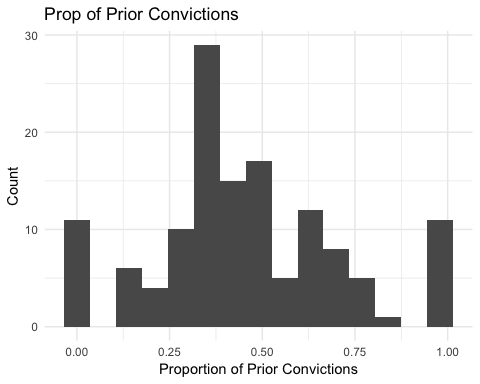 Prop of Prior Convictions
30
20
10
0
Count
0.00 0.25 0.50 0.75 1.00
Proportion of Prior Convictions